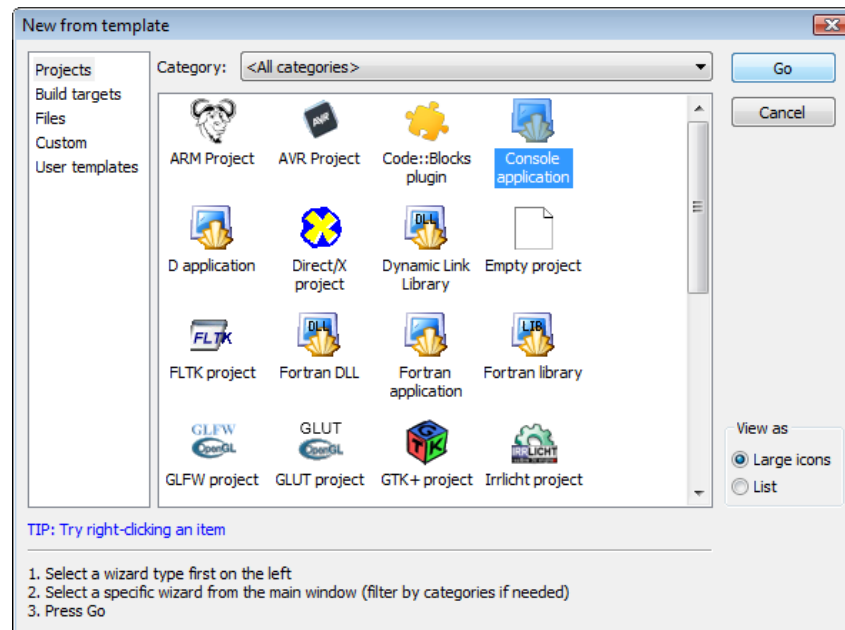 New from template
Projects
Build targets
Files
Custom
User templates
Category: <All categories>
Go
Cancel
AVR
ARM Project AVR Project Code::Blocks plugin Console application
DLL
D application Direct/X project Dynamic Link Library Empty project
FLTK DLL LIB
FLTK project Fortran DLL Fortran application Fortran library
GLFW OpenGL GLUT OpenGL GTK IRRLICHT
GLFW project GLUT project GTK+ project Irrlicht project
View as
Large icons
List
TIP: Try right-clicking an item
1. Select a wizard type first on the left
2. Select a specific wizard from the main window (filter by categories if needed)
3. Press Go